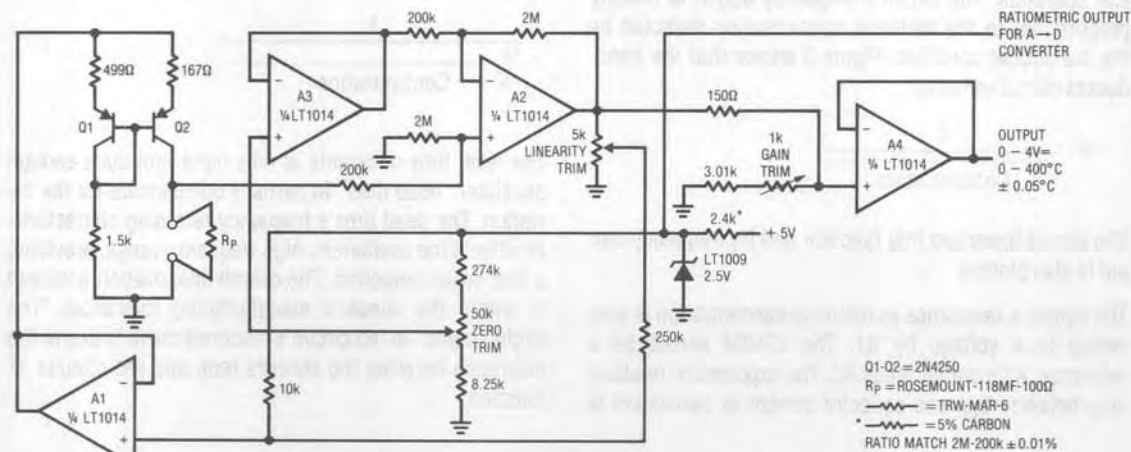 200k
2M
RATIOMETRIC OUTPUT
FOR A→D
CONVERTER
499Ω
167Ω
−
A3
¼ LT1014
+
−
A2
¼ LT1014
+
150Ω
−
A4
¼ LT1014
+
Q1
Q2
2M
5k
LINEARITY
TRIM
1k
GAIN
TRIM
OUTPUT
0 – 4V=
0 – 400°C
± 0.05°C
200k
3.01k
1.5k
RP
2.4k*
+ 5V
LT1009
2.5V
274k
50k
ZERO
TRIM
250k
10k
8.25k
A1
¼ LT1014
−
+
Q1-Q2=2N4250
RP=ROSEMOUNT-118MF-100Ω
=TRW-MAR-6
* =5% CARBON
RATIO MATCH 2M-200k ± 0.01%